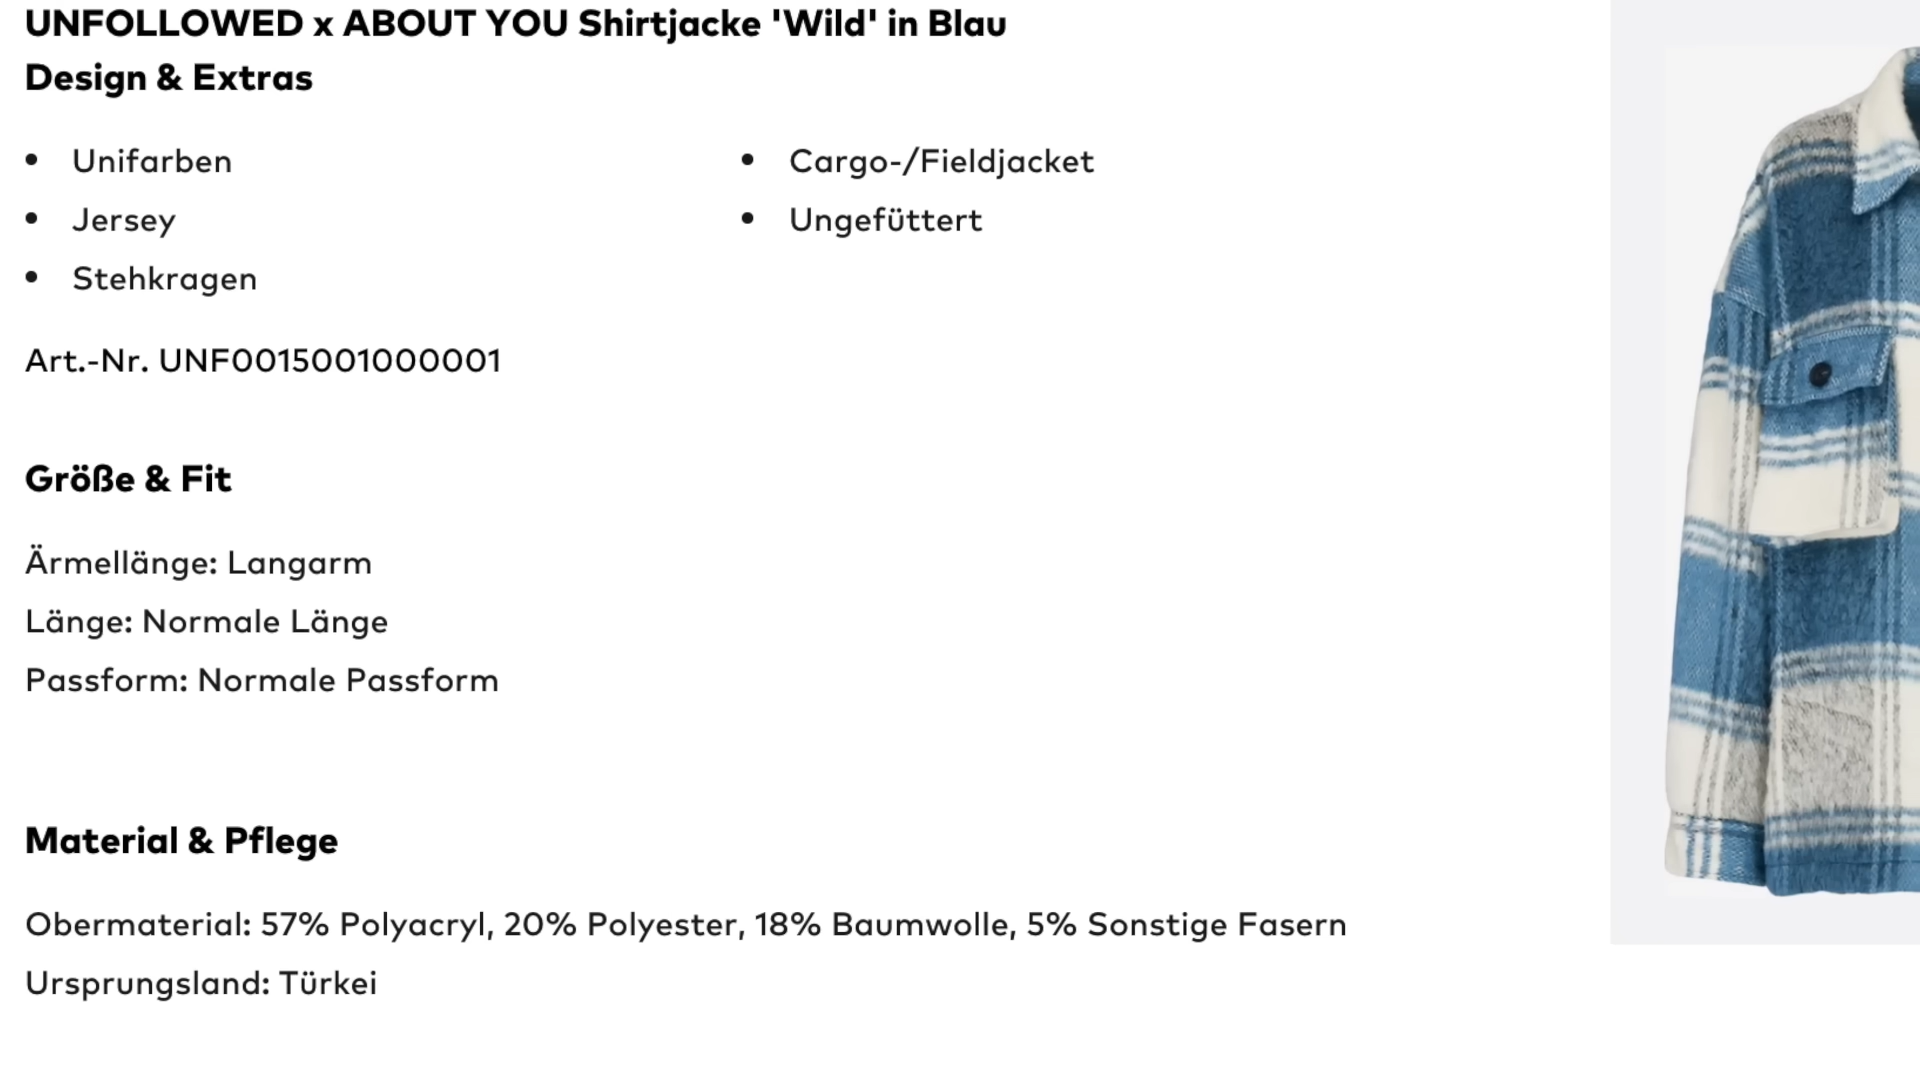 UNFOLLOWED x ABOUT YOU Shirtjacke 'Wild' in Blau
Design & Extras
• Unifarben
• Jersey
• Stehkragen
• Cargo-/Fieldjacket
• Ungefüttert
Art.-Nr. UNF0015001000001
Größe & Fit
Ärmellänge: Langarm
Länge: Normale Länge
Passform: Normale Passform
Material & Pflege
Obermaterial: 57% Polyacryl, 20% Polyester, 18% Baumwolle, 5% Sonstige Fasern
Ursprungsland: Türkei